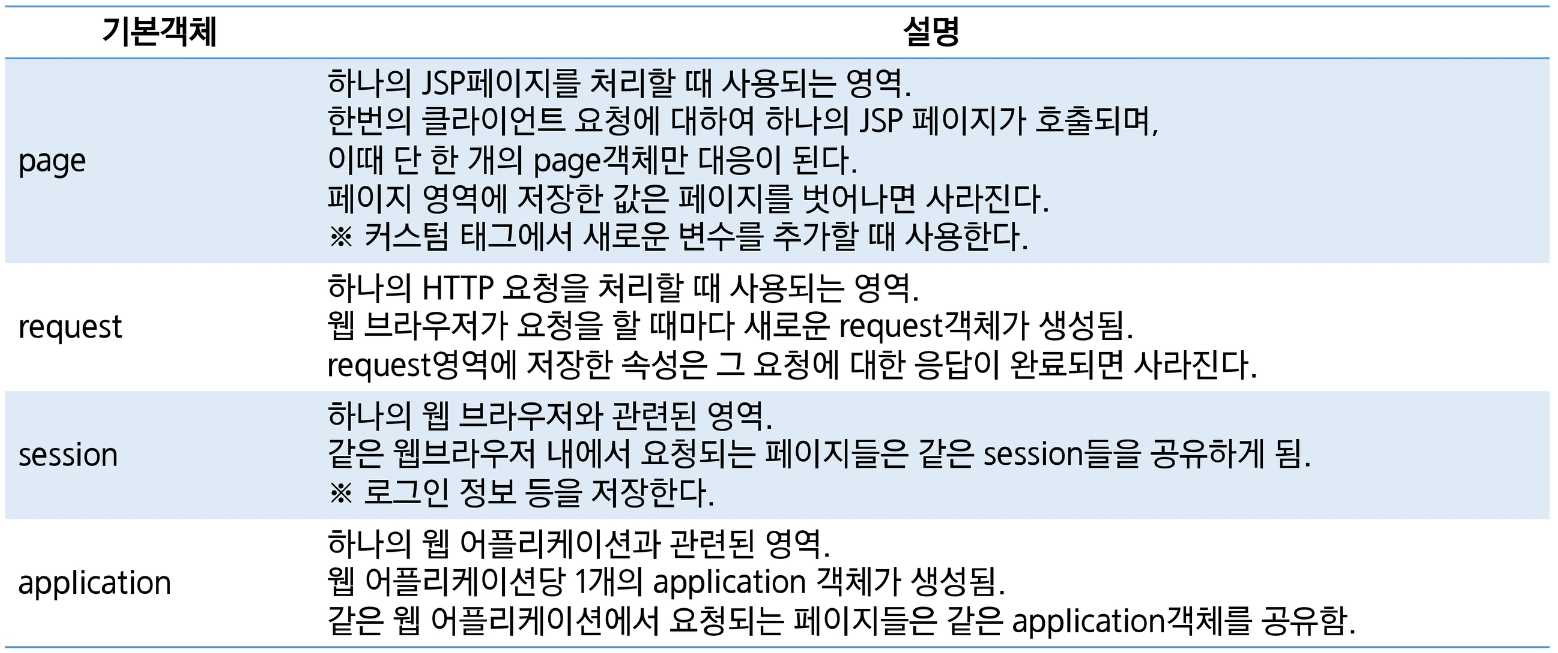 기본객체 설명
page
하나의 JSP페이지를 처리할 때 사용되는 영역.
한번의 클라이언트 요청에 대하여 하나의 JSP 페이지가 호출되며,
이때 단 한 개의 page객체만 대응이 된다.
페이지 영역에 저장한 값은 페이지를 벗어나면 사라진다.
※ 커스텀 태그에서 새로운 변수를 추가할 때 사용한다.
request
하나의 HTTP 요청을 처리할 때 사용되는 영역.
웹 브라우저가 요청을 할 때마다 새로운 request객체가 생성됨.
request영역에 저장한 속성은 그 요청에 대한 응답이 완료되면 사라진다.
session
하나의 웹 브라우저와 관련된 영역.
같은 웹브라우저 내에서 요청되는 페이지들은 같은 session들을 공유하게 됨.
※ 로그인 정보 등을 저장한다.
application
하나의 웹 어플리케이션과 관련된 영역.
웹 어플리케이션당 1개의 application 객체가 생성됨.
같은 웹 어플리케이션에서 요청되는 페이지들은 같은 application객체를 공유함.